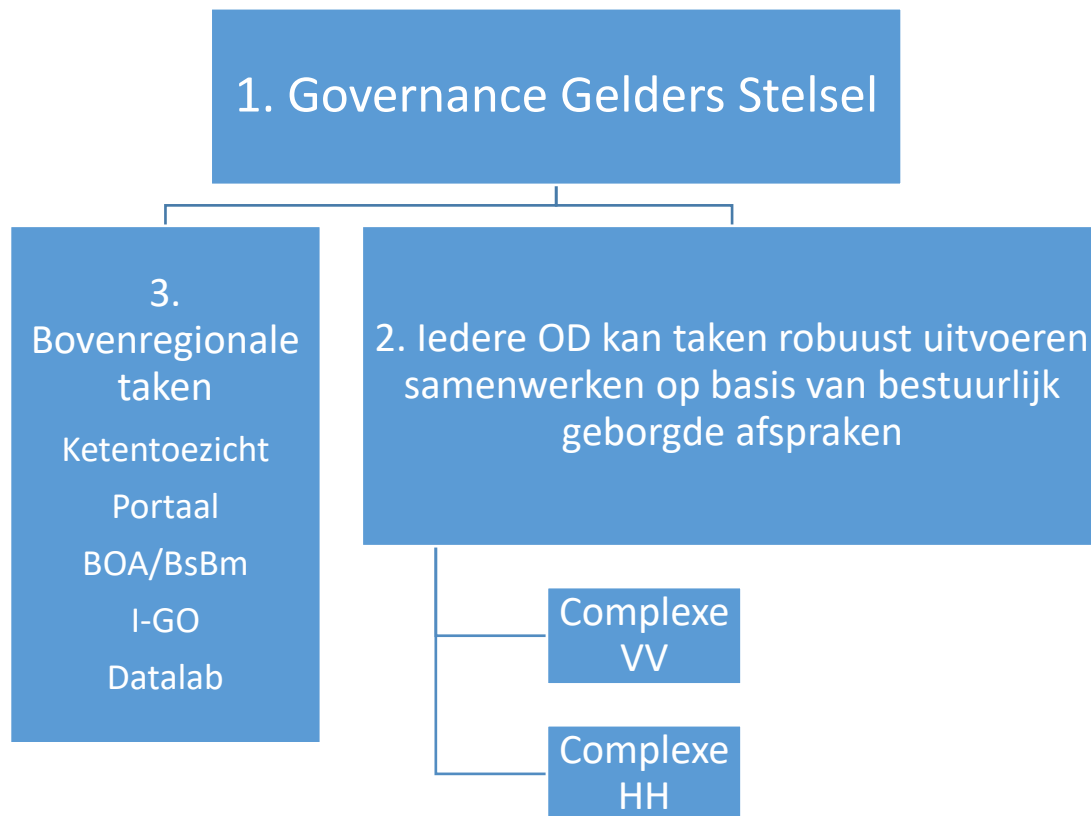 1. Governance Gelders Stelsel
3.
Bovenregionale
taken
Ketentoezicht
Portaal
BOA/BsBm
I-GO
Datalab
2. Iedere OD kan taken robuust uitvoeren
samenwerken op basis van bestuurlijk
geborgde afspraken
Complexe
VV
Complexe
HH